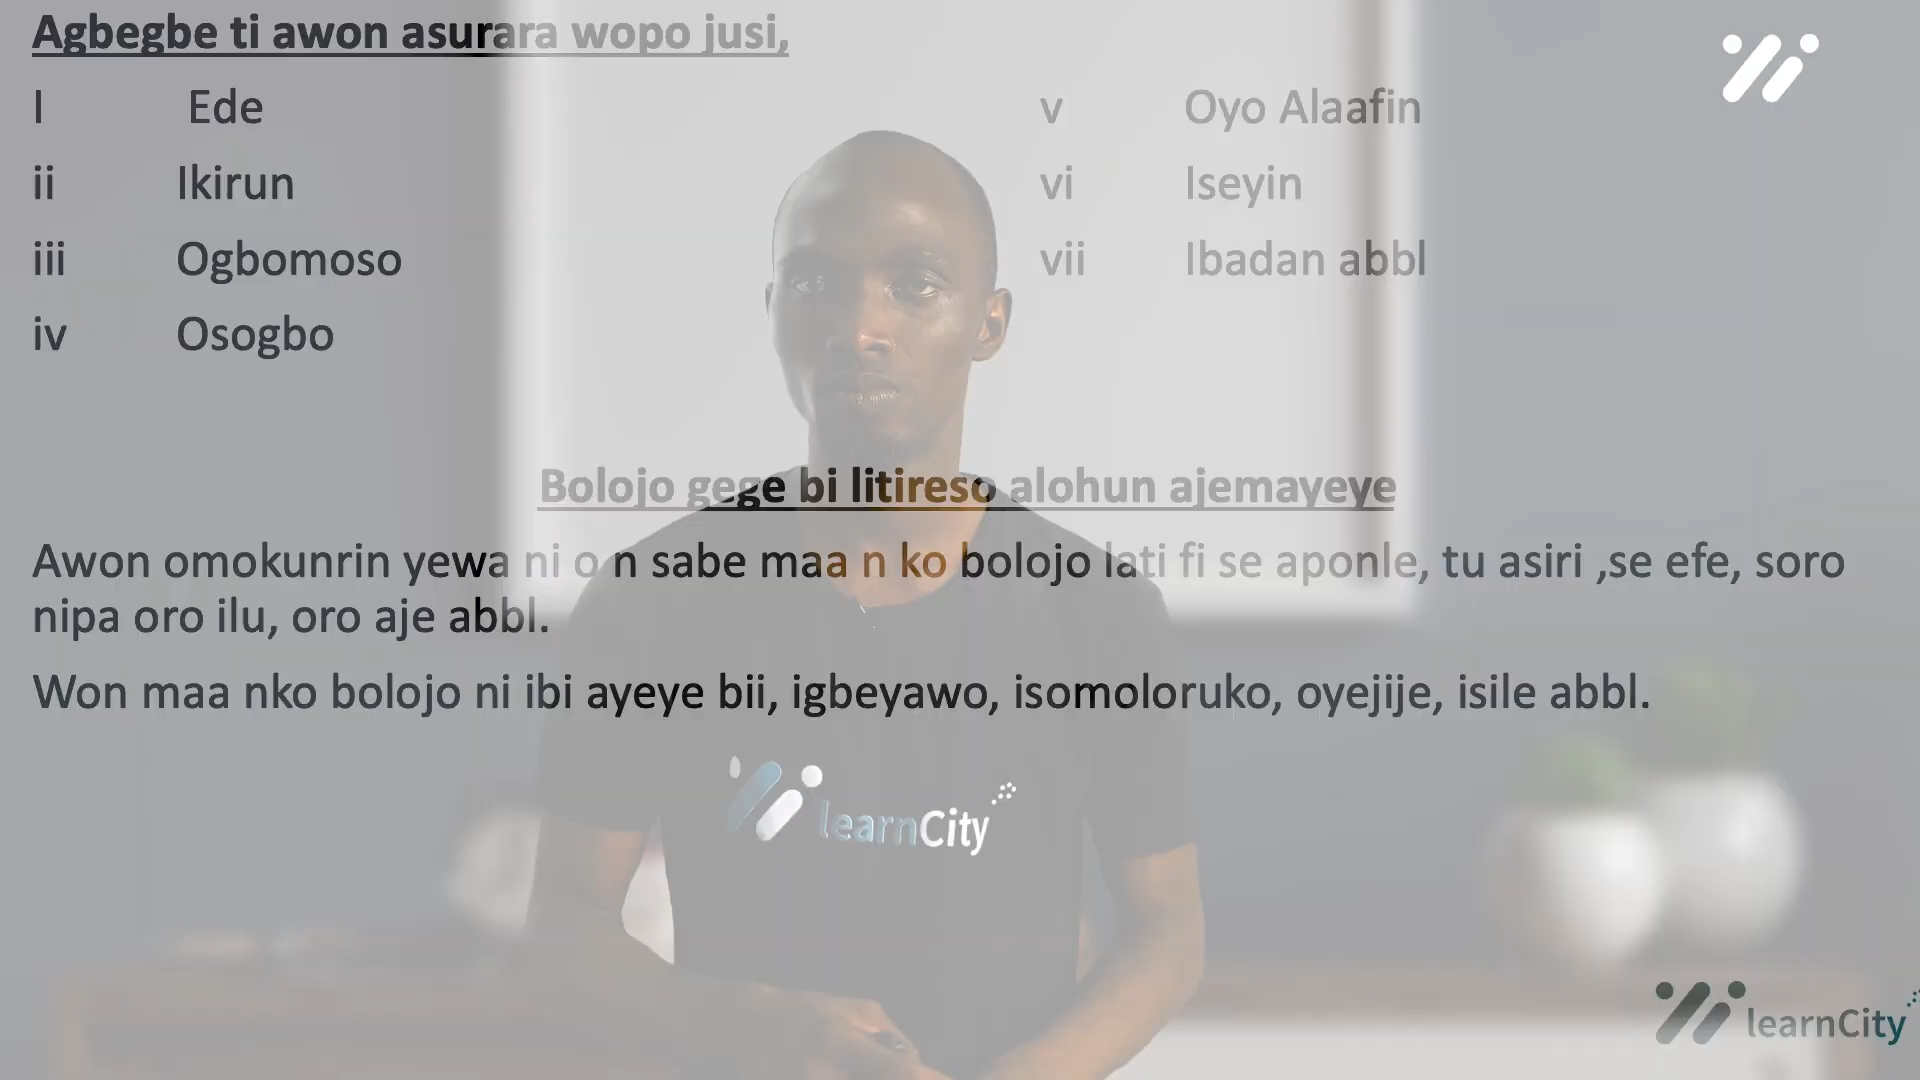 Agbegbe ti awon asurara wopo jusi,
I Ede
ii Ikirun
iii Ogbomoso
iv Osogbo
v Oyo Alaafin
vi Iseyin
vii Ibadan abbl
Bolojo gege bi litireso alohun ajemayeye
Awon omokunrin yewa ni o n sabe maa n ko bolojo lati fi se aponle, tu asiri ,se efe, soro
nipa oro ilu, oro aje abbl.
Won maa nko bolojo ni ibi ayeye bii, igbeyawo, isomoloruko, oyejije, isile abbl.
learnCity
learnCity